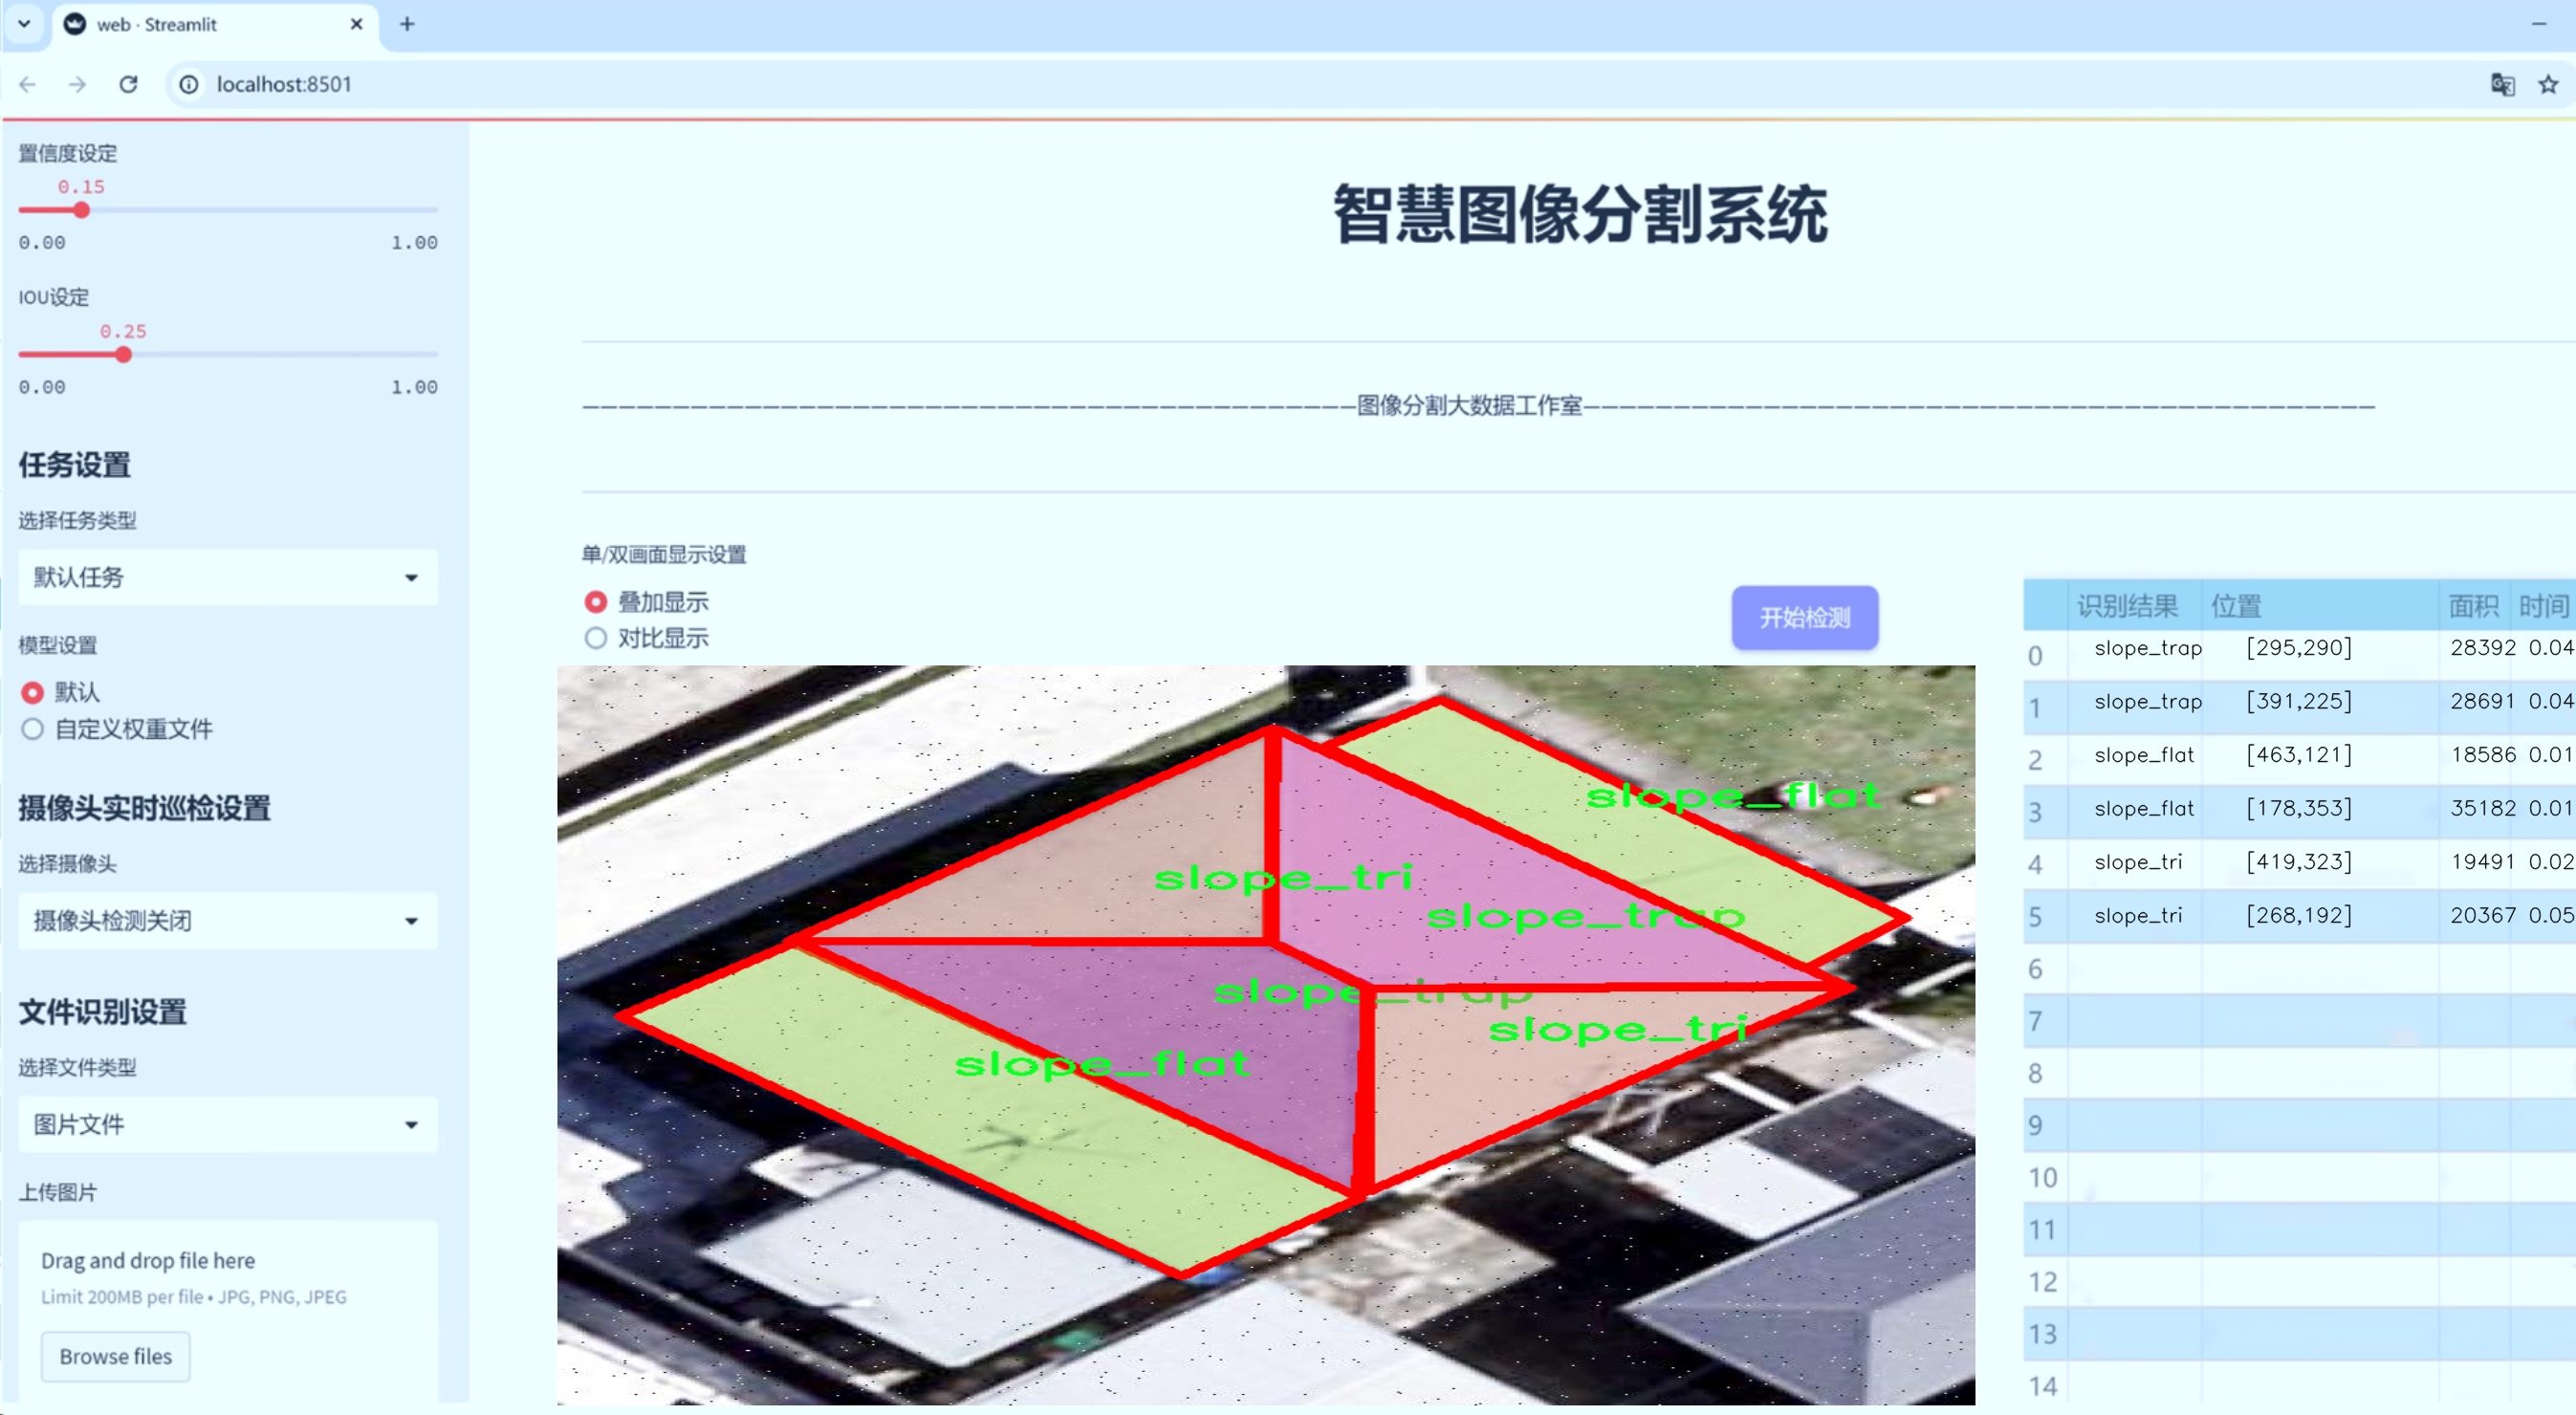 web · Streamlit
localhost:8501
置信度设定
0.15
0.00 1.00
IOU设定
0.25
0.00 1.00
任务设置
选择任务类型
默认任务
模型设置
默认
自定义权重文件
摄像头实时巡检设置
选择摄像头
摄像头检测关闭
文件识别设置
选择文件类型
图片文件
上传图片
Drag and drop file here
Limit 200MB per file • JPG, PNG, JPEG
Browse files
智慧图像分割系统
———————————————————————————————————————————图像分割大数据工作室————————————————————————————————————————————
单/双画面显示设置
叠加显示
对比显示
开始检测
slope_flat
slope_tri
slope_trap
slope_trap
slope_tri
slope_flat
识别结果 位置 面积 时间
0 slope_trap [295,290] 28392 0.04
1 slope_trap [391,225] 28691 0.04
2 slope_flat [463,121] 18586 0.01
3 slope_flat [178,353] 35182 0.01
4 slope_tri [419,323] 19491 0.02
5 slope_tri [268,192] 20367 0.05
6
7
8
9
10
11
12
13
14